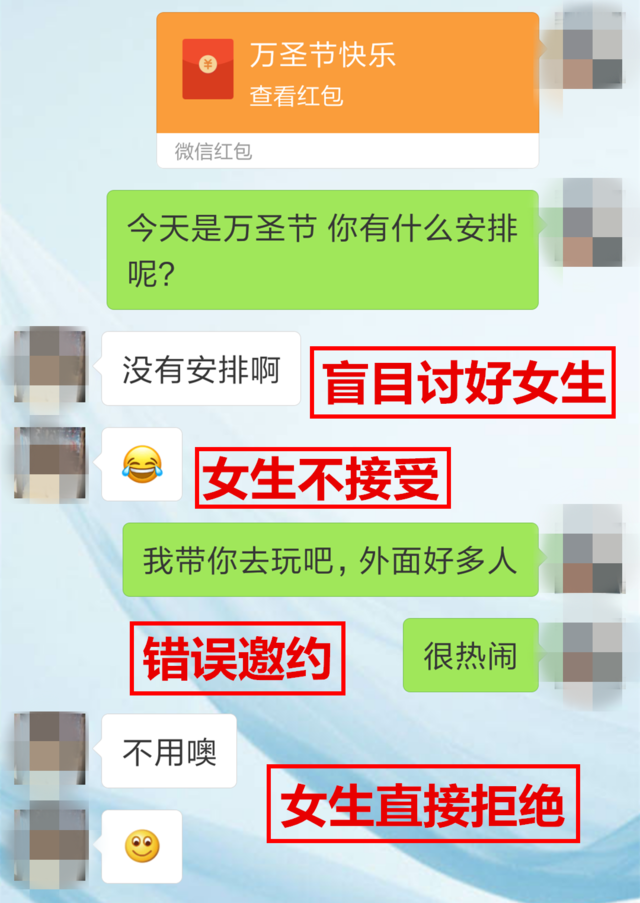 万圣节快乐
查看红包
微信红包
今天是万圣节 你有什么安排
呢?
没有安排啊
盲目讨好女生
女生不接受
我带你去玩吧，外面好多人
错误邀约
很热闹
不用噢
女生直接拒绝